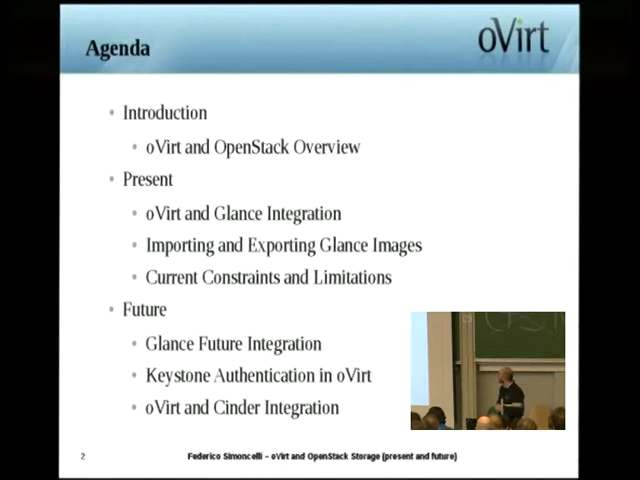 Agenda
oVirt
Introduction
oVirt and OpenStack Overview
Present
oVirt and Glance Integration
Importing and Exporting Glance Images
Current Constraints and Limitations
Future
Glance Future Integration
Keystone Authentication in oVirt
oVirt and Cinder Integration
2
Federico Simoncelli – oVirt and OpenStack Storage (present and future)